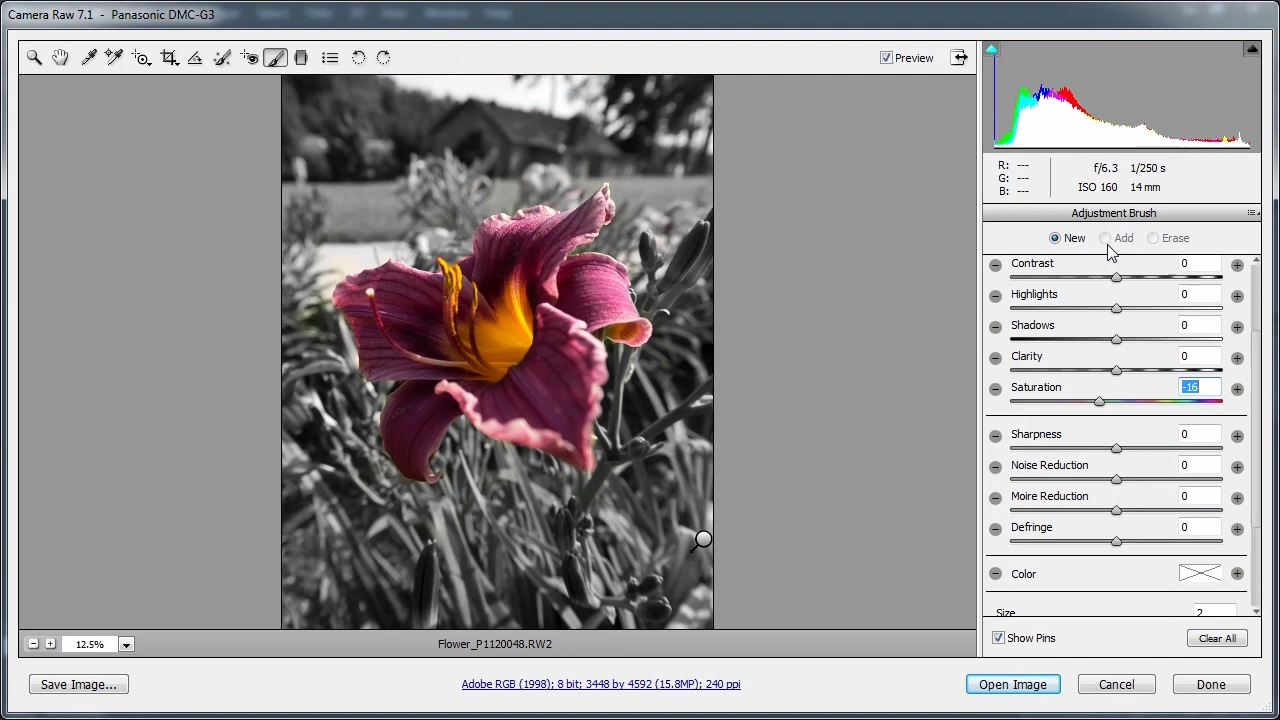 Camera Raw 7.1 - Panasonic DMC-G3
Preview
R: ---
G: ---
B: ---
f/6.3 1/250 s
ISO 160 14 mm
Adjustment Brush
New Add Erase
Contrast 0
Highlights 0
Shadows 0
Clarity 0
Saturation -16
Sharpness 0
Noise Reduction 0
Moire Reduction 0
Defringe 0
Color
Size 2
Show Pins Clear All
12.5% Flower_P1120048.RW2
Save Image... Adobe RGB (1998); 8 bit; 3448 by 4592 (15.8MP); 240 ppi Open Image Cancel Done